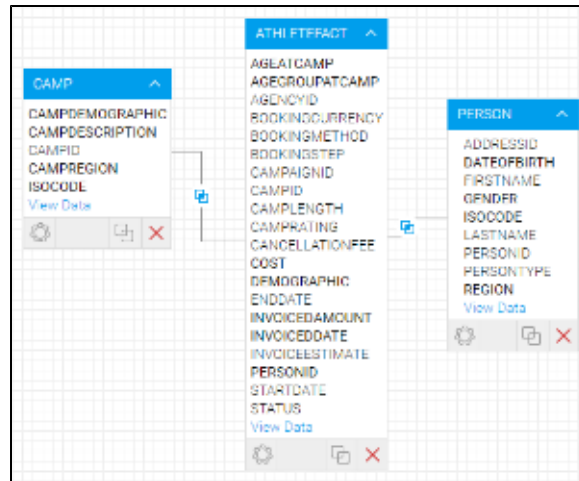 CAMP
CAMPDEMOGRAPHIC
CAMPDESCRIPTION
CAMPID
CAMPREGION
ISOCODE
View Data
ATHLETEFACT
AGEATCAMP
AGEGROUPATCAMP
AGENCYID
BOOKINGCURRENCY
BOOKINGMETHOD
BOOKINGSTEP
CAMPAIGNID
CAMPID
CAMPLENGTH
CAMPRATING
CANCELLATIONFEE
COST
DEMOGRAPHIC
ENDDATE
INVOICEDAMOUNT
INVOICEDDATE
INVOICEESTIMATE
PERSONID
STARTDATE
STATUS
View Data
PERSON
ADDRESSID
DATEOFBIRTH
FIRSTNAME
GENDER
ISOCODE
LASTNAME
PERSONID
PERSONTYPE
REGION
View Data